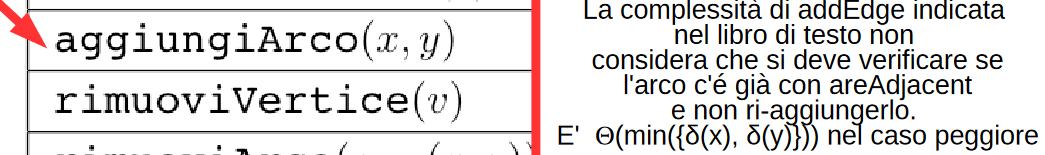 aggiungiArco(x, y)
rimuoviVertice(v)
La complessità di addEdge indicata
nel libro di testo non
considera che si deve verificare se
l'arco c'é già con areAdjacent
e non ri-aggiungerlo.
E' Θ(min({δ(x), δ(y)})) nel caso peggiore